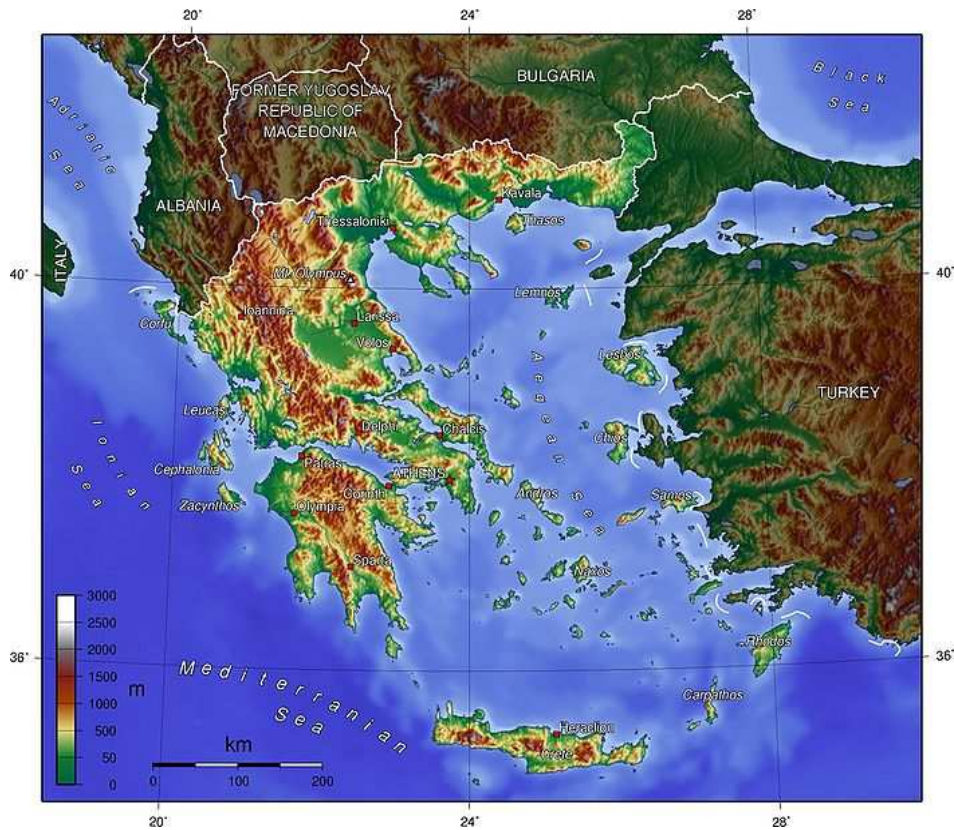 20°
24°
28°
Black
Sea
BULGARIA
FORMER YUGOSLAV
REPUBLIC OF
MACEDONIA
Adriatic
Sea
ALBANIA
Kavala
Thessaloniki
Thasos
ITALY
40°
Mt. Olympus
40°
Lemnos
Ioannina
Corfu
Larissa
Volos
Aegean
Sea
Lesbos
TURKEY
Leucas
Ionian
Sea
Delphi
Chalcis
Chios
Cephalonia
Patras
ATHENS
Corinth
Andros
Samos
Zacynthos
Olympia
Sparta
Naxos
3000
2500
2000
1500
1000
500
50
0
m
Rhodos
36°
36°
Mediterranian
Sea
Carpathos
Heraclion
Crete
km
0
100
200
20°
24°
28°